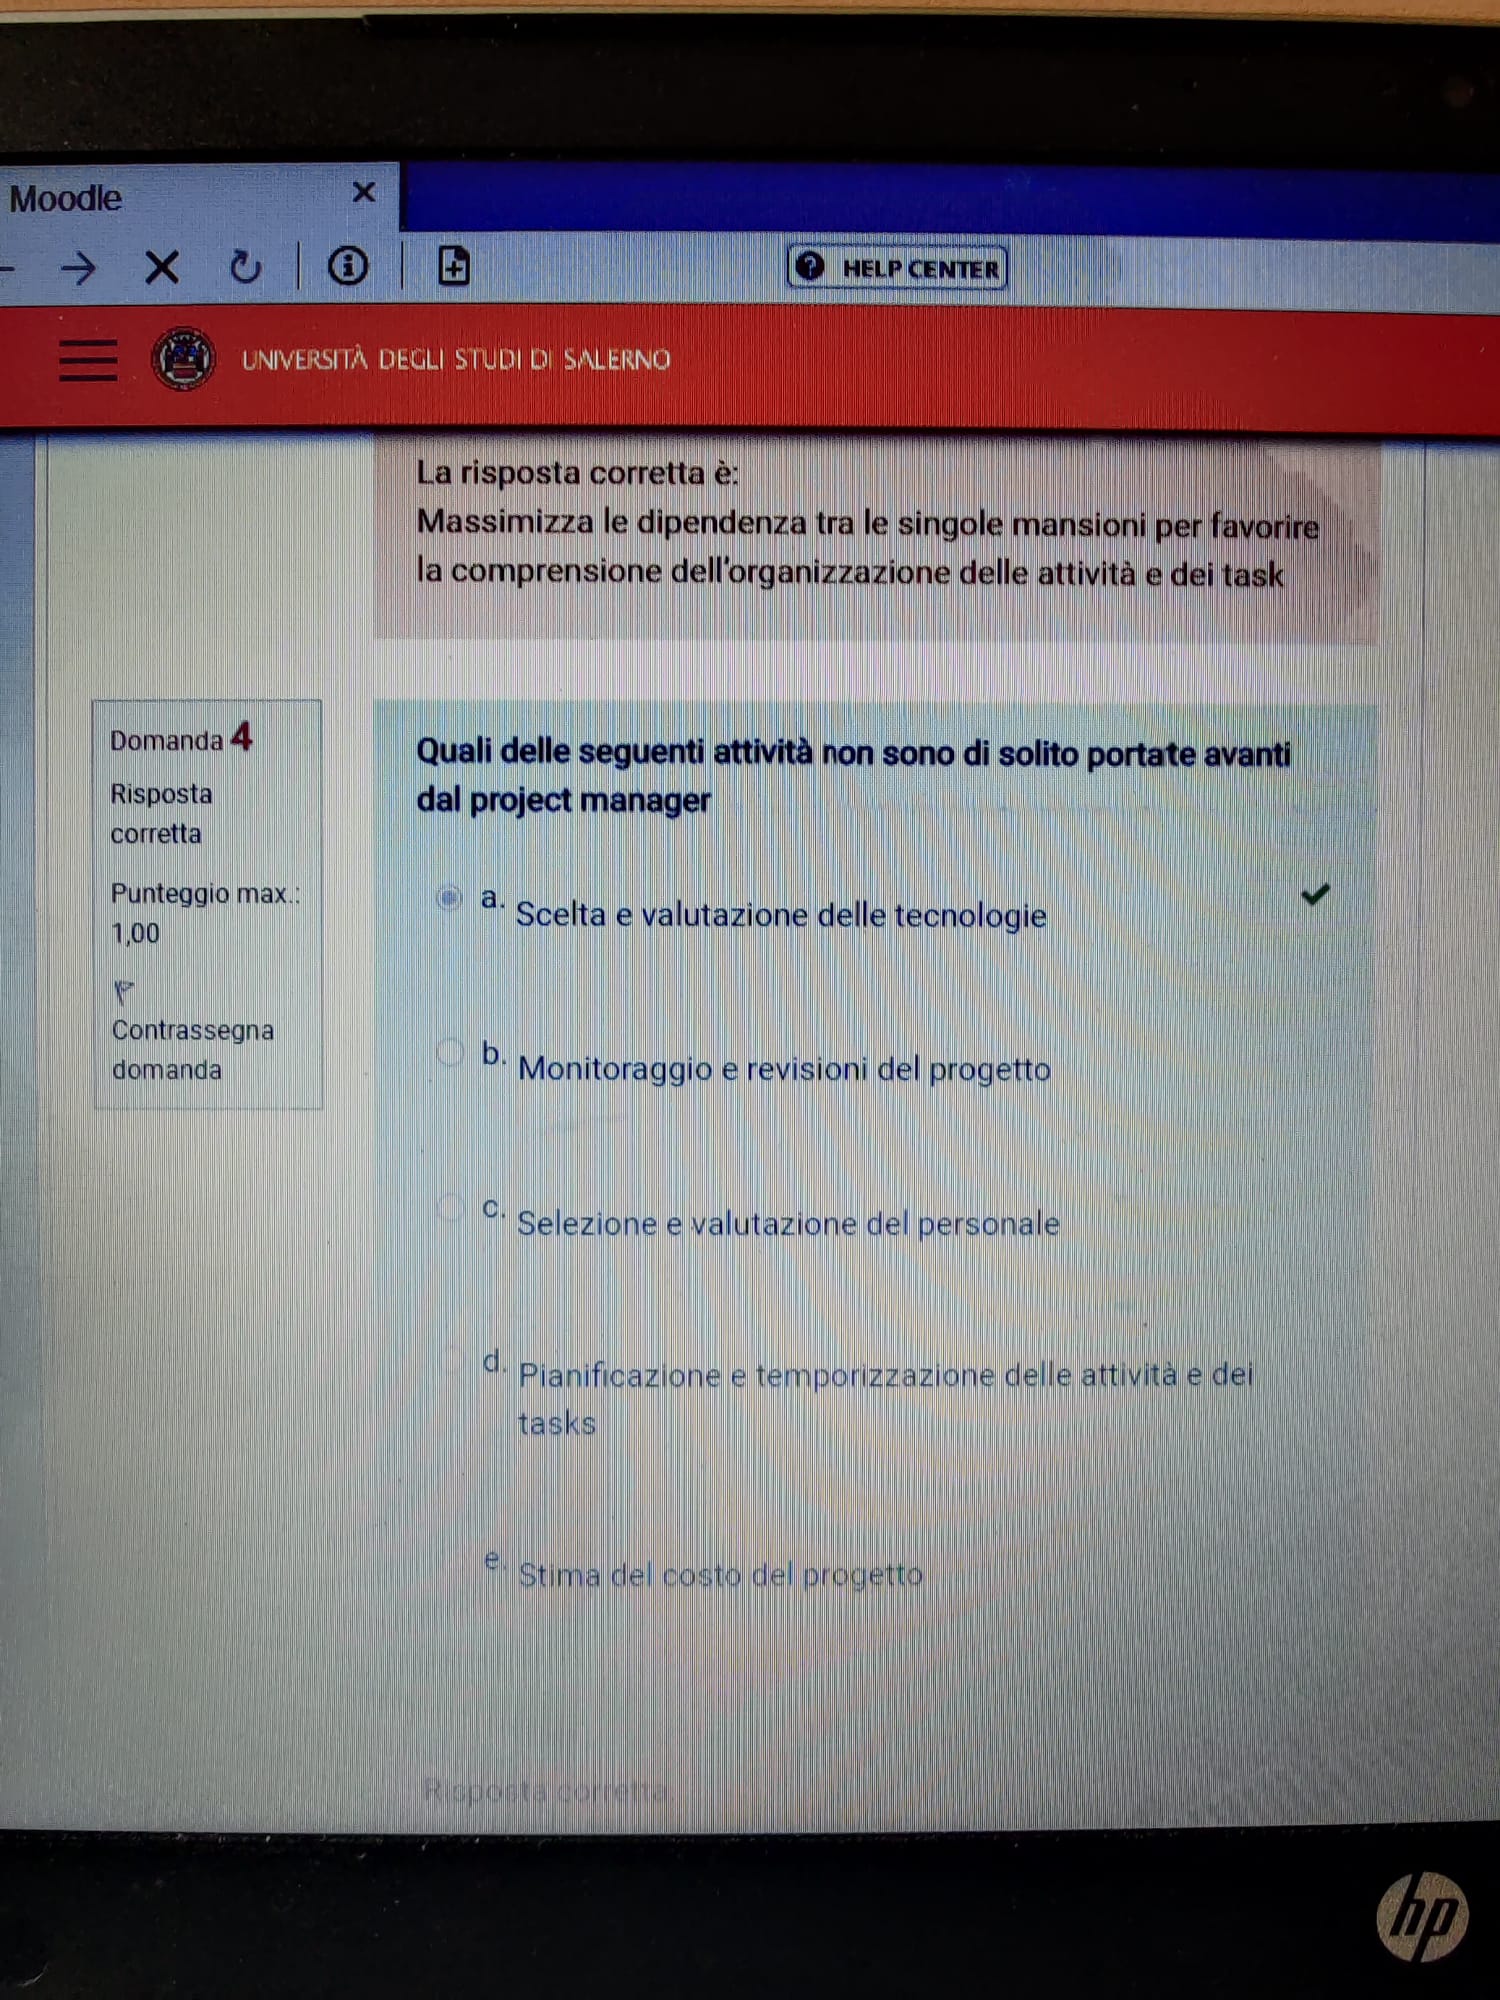 Moodle
HELP CENTER
UNIVERSITÀ DEGLI STUDI DI SALERNO
La risposta corretta è:
Massimizza le dipendenza tra le singole mansioni per favorire
la comprensione dell'organizzazione delle attività e dei task
Domanda 4
Risposta
corretta
Punteggio max.:
1,00
Contrassegna
domanda
Quali delle seguenti attività non sono di solito portate avanti
dal project manager
a. Scelta e valutazione delle tecnologie
b. Monitoraggio e revisioni del progetto
c. Selezione e valutazione del personale
d. Pianificazione e temporizzazione delle attività e dei
tasks
e. Stima del costo del progetto
Risposta corretta.
hp